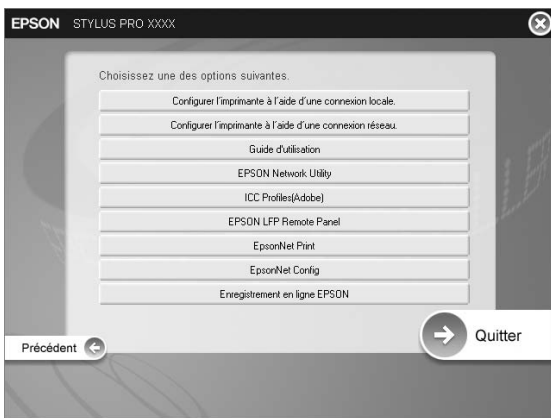 EPSON STYLUS PRO XXXX
Choisissez une des options suivantes.
Configurer l'imprimante à l'aide d'une connexion locale.
Configurer l'imprimante à l'aide d'une connexion réseau.
Guide d'utilisation
EPSON Network Utility
ICC Profiles(Adobe)
EPSON LFP Remote Panel
EpsonNet Print
EpsonNet Config
Enregistrement en ligne EPSON
Précédent
Quitter